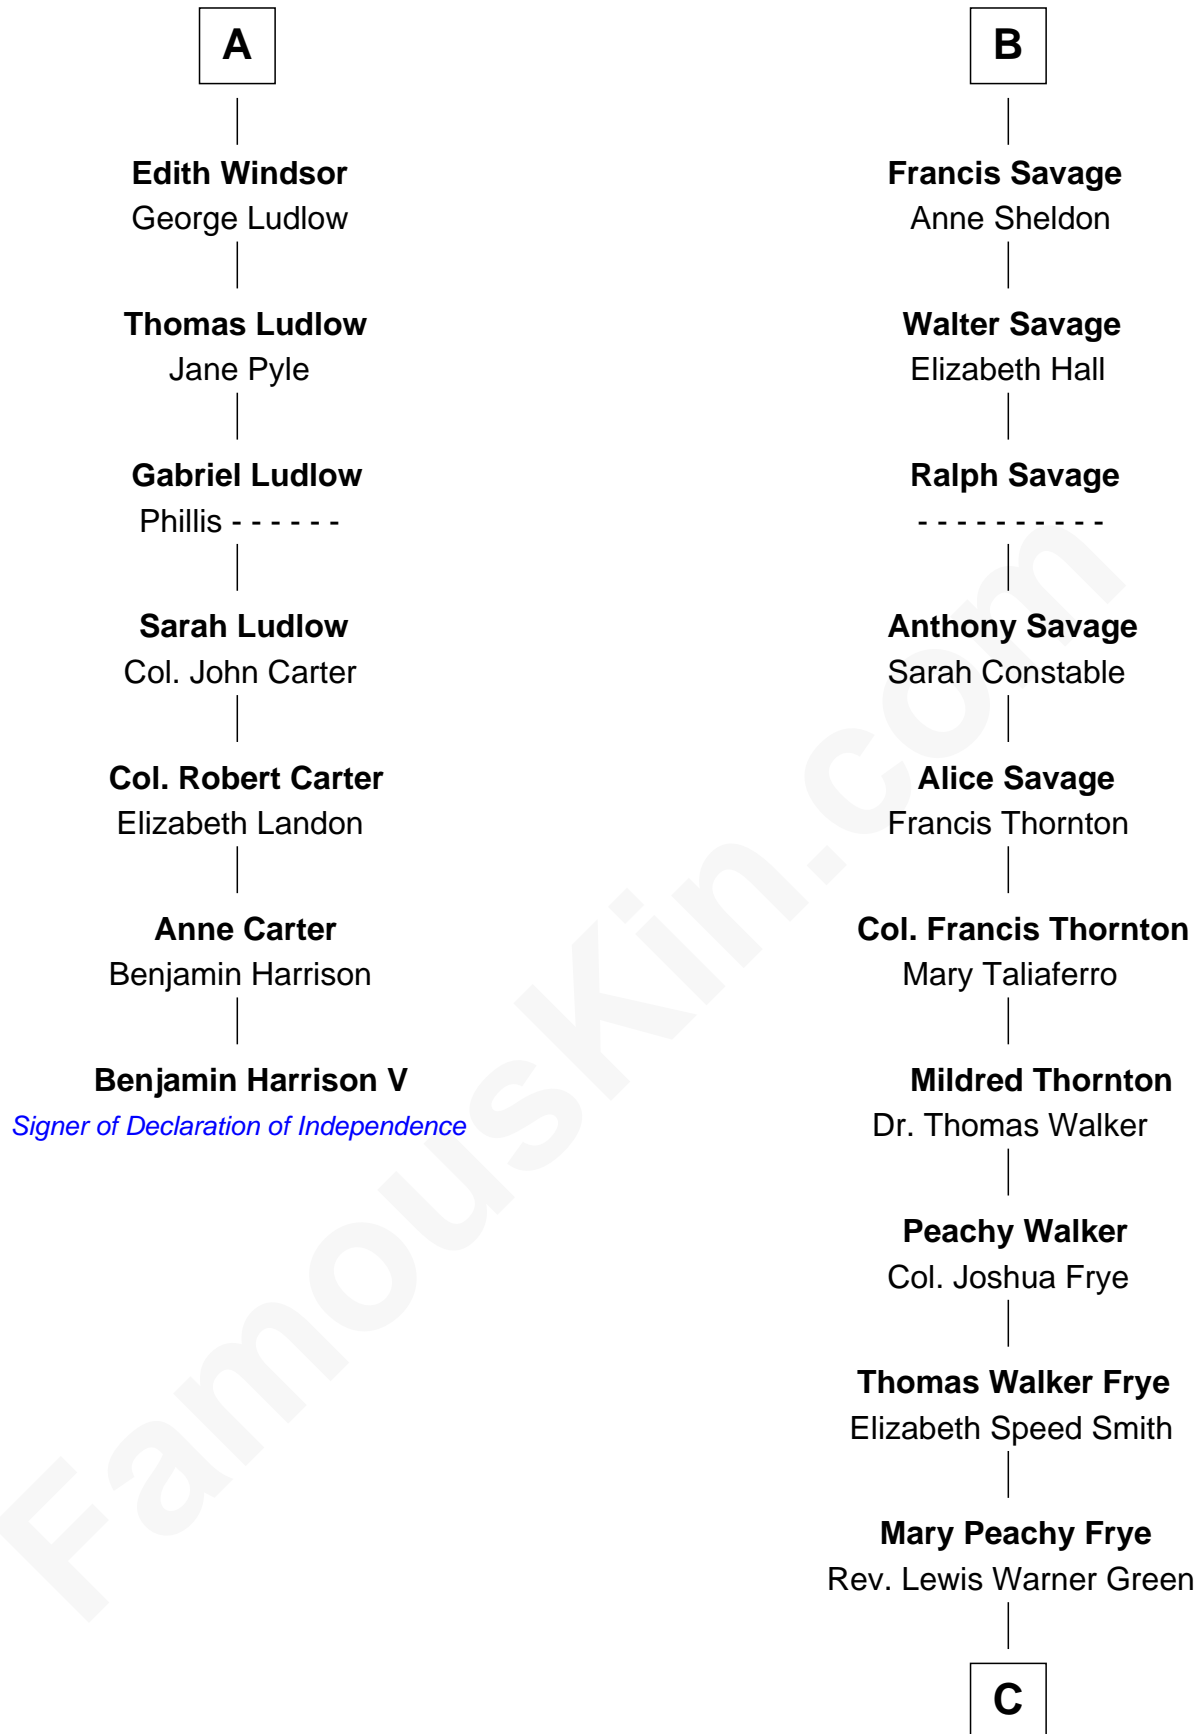 A
Edith Windsor
George Ludlow
Thomas Ludlow
Jane Pyle
Gabriel Ludlow
Phillis - - - - - -
Sarah Ludlow
Col. John Carter
Col. Robert Carter
Elizabeth Landon
Anne Carter
Benjamin Harrison
Benjamin Harrison V
Signer of Declaration of Independence
B
Francis Savage
Anne Sheldon
Walter Savage
Elizabeth Hall
Ralph Savage
- - - - - - - - - -
Anthony Savage
Sarah Constable
Alice Savage
Francis Thornton
Col. Francis Thornton
Mary Taliaferro
Mildred Thornton
Dr. Thomas Walker
Peachy Walker
Col. Joshua Frye
Thomas Walker Frye
Elizabeth Speed Smith
Mary Peachy Frye
Rev. Lewis Warner Green
C
FamousKin.com